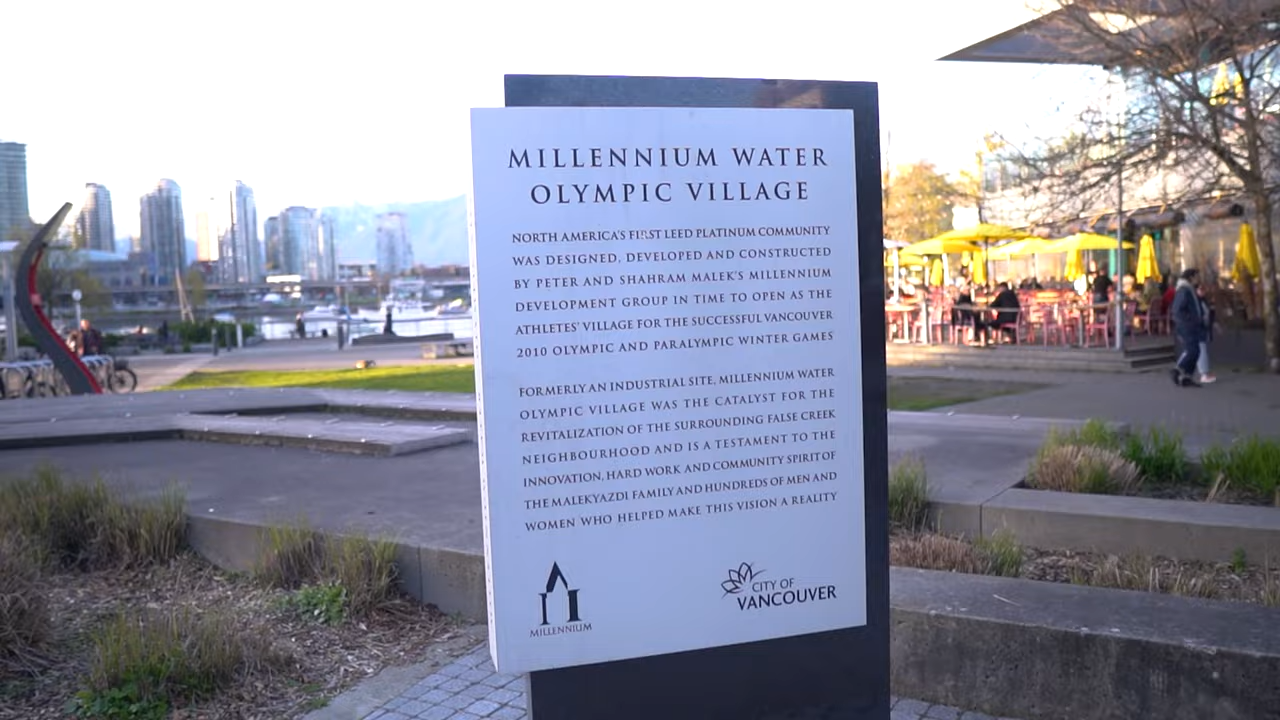 MILLENNIUM WATER
OLYMPIC VILLAGE
NORTH AMERICA'S FIRST LEED PLATINUM COMMUNITY
WAS DESIGNED, DEVELOPED AND CONSTRUCTED
BY PETER AND SHAHRAM MALEK'S MILLENNIUM
DEVELOPMENT GROUP IN TIME TO OPEN AS THE
ATHLETES' VILLAGE FOR THE SUCCESSFUL VANCOUVER
2010 OLYMPIC AND PARALYMPIC WINTER GAMES
FORMERLY AN INDUSTRIAL SITE, MILLENNIUM WATER
OLYMPIC VILLAGE WAS THE CATALYST FOR THE
REVITALIZATION OF THE SURROUNDING FALSE CREEK
NEIGHBOURHOOD AND IS A TESTAMENT TO THE
INNOVATION, HARD WORK AND COMMUNITY SPIRIT OF
THE MALEKYAZDI FAMILY AND HUNDREDS OF MEN AND
WOMEN WHO HELPED MAKE THIS VISION A REALITY
MILLENNIUM
CITY OF
VANCOUVER